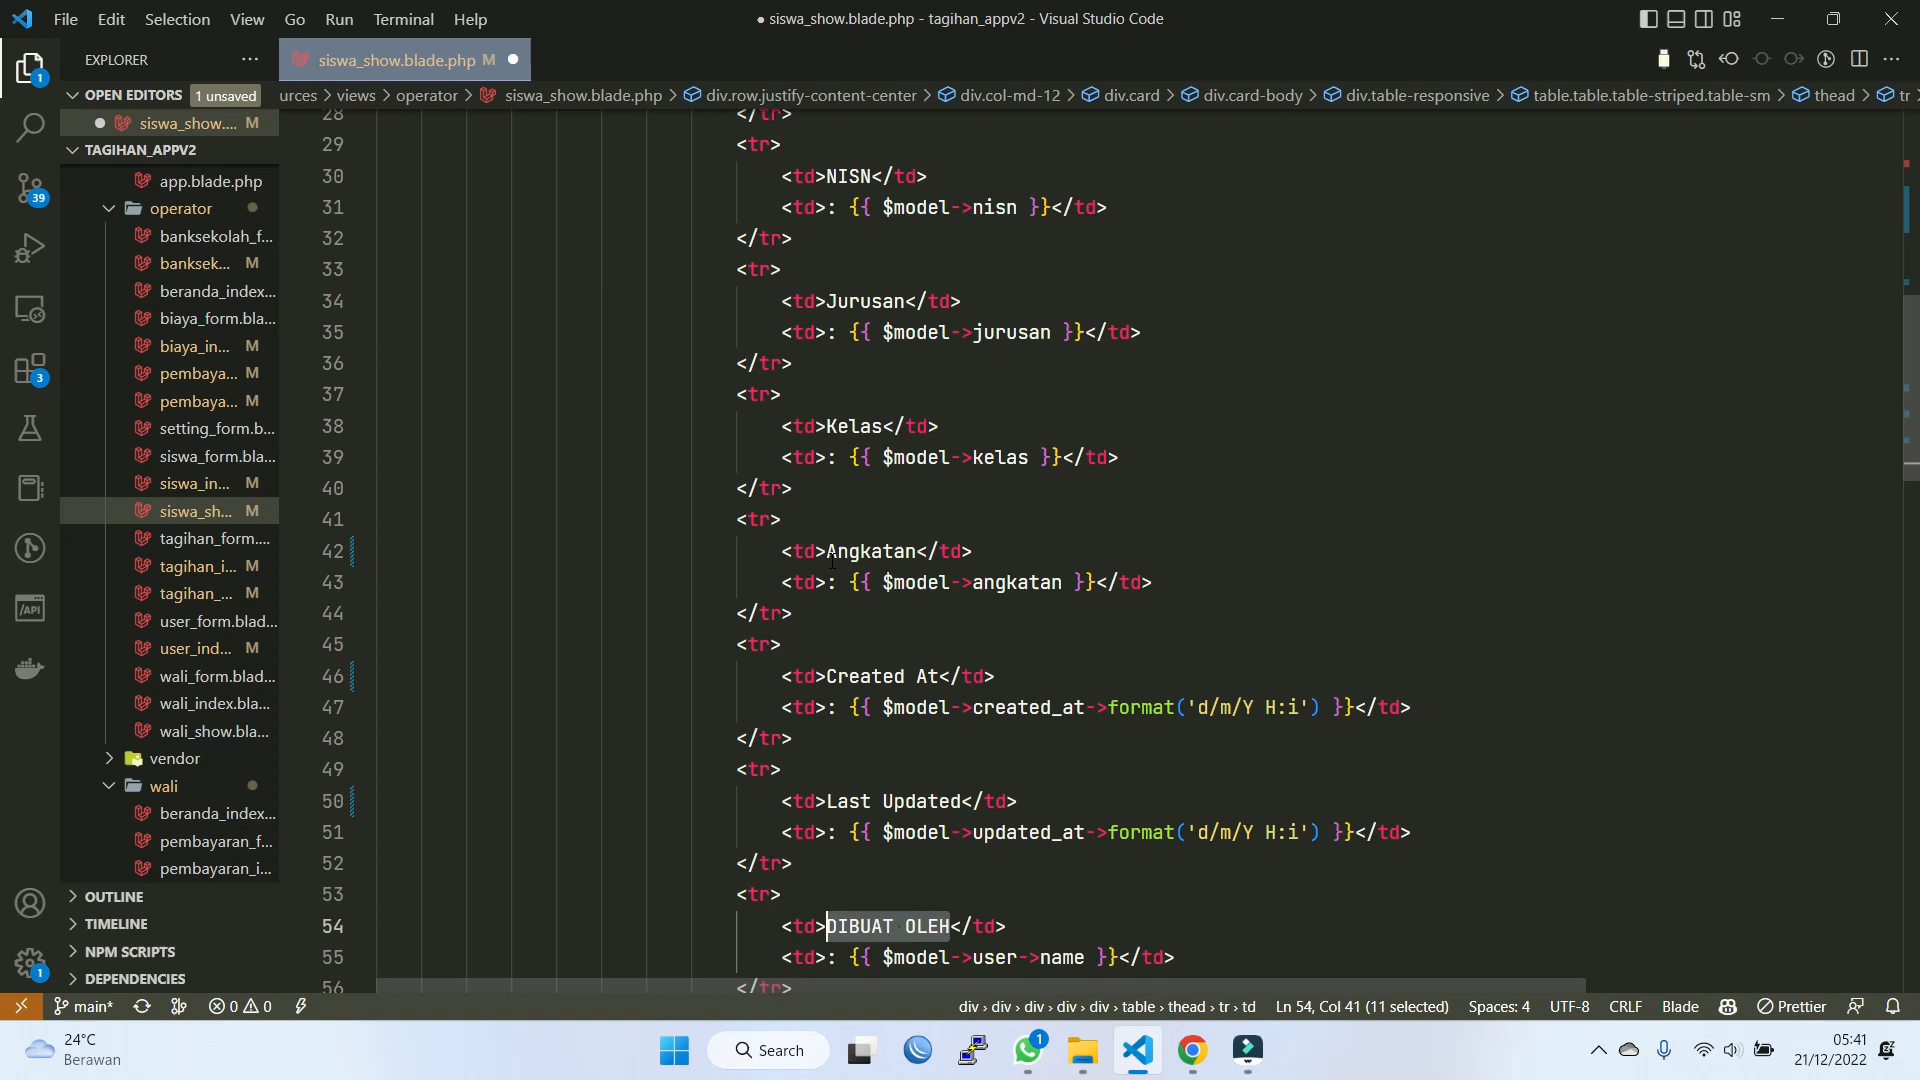 File Edit Selection View Go Run Terminal Help
● siswa_show.blade.php - tagihan_appv2 - Visual Studio Code
EXPLORER
siswa_show.blade.php M
OPEN EDITORS 1 unsaved
urces > views > operator > siswa_show.blade.php > div.row.justify-content-center > div.col-md-12 > div.card > div.card-body > div.table-responsive > table.table.table-striped.table-sm > thead > tr >
siswa_show.... M
TAGIHAN_APPV2
app.blade.php
operator
banksekolah_f...
banksek... M
beranda_index...
biaya_form.bla...
biaya_in... M
pembaya... M
pembaya... M
setting_form.b...
siswa_form.bla...
siswa_in... M
siswa_sh... M
tagihan_form....
tagihan_i... M
tagihan_... M
user_form.blad...
user_ind... M
wali_form.blad...
wali_index.bla...
wali_show.bla...
vendor
wali
beranda_index...
pembayaran_f...
pembayaran_i...
OUTLINE
TIMELINE
NPM SCRIPTS
DEPENDENCIES
1
39
3
1
28 </tr>
29 <tr>
30 <td>NISN</td>
31 <td>: {{ $model->nisn }}</td>
32 </tr>
33 <tr>
34 <td>Jurusan</td>
35 <td>: {{ $model->jurusan }}</td>
36 </tr>
37 <tr>
38 <td>Kelas</td>
39 <td>: {{ $model->kelas }}</td>
40 </tr>
41 <tr>
42 <td>Angkatan</td>
43 <td>: {{ $model->angkatan }}</td>
44 </tr>
45 <tr>
46 <td>Created At</td>
47 <td>: {{ $model->created_at->format('d/m/Y H:i') }}</td>
48 </tr>
49 <tr>
50 <td>Last Updated</td>
51 <td>: {{ $model->updated_at->format('d/m/Y H:i') }}</td>
52 </tr>
53 <tr>
54 <td>DIBUAT OLEH</td>
55 <td>: {{ $model->user->name }}</td>
56 </tr>
main* 0 0 div › div › div › div › div › table › thead › tr › td Ln 54, Col 41 (11 selected) Spaces: 4 UTF-8 CRLF Blade Prettier
24°C
Berawan
Search
1
/API
05:41
21/12/2022